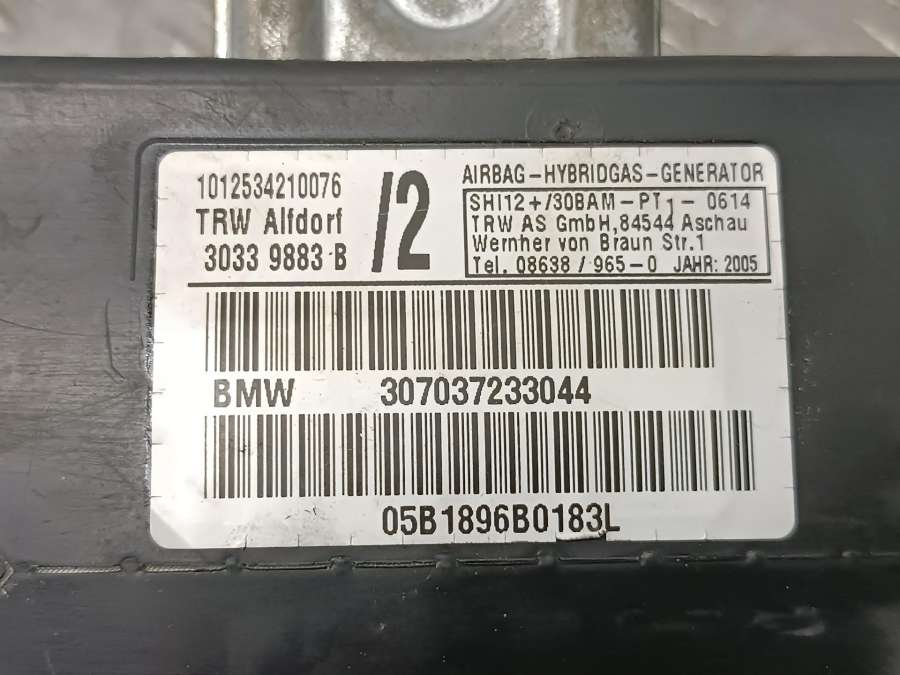 1012534210076
TRW Alfdorf
3033 9883 B
/2
AIRBAG-HYBRIDGAS-GENERATOR
SHI12+/30BAM-PT1-0614
TRW AS GmbH,84544 Aschau
Wernher von Braun Str.1
Tel. 08638/965-0 JAHR: 2005
BMW 307037233044
05B1896B0183L